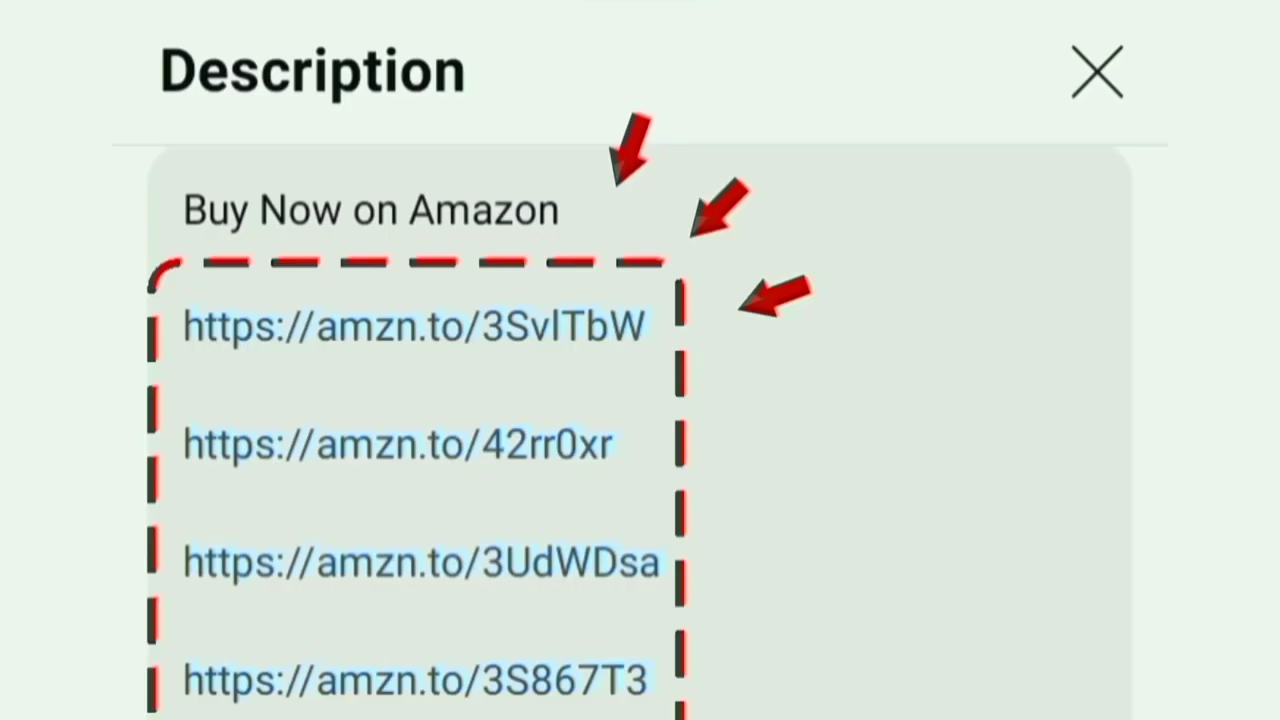 Description
Buy Now on Amazon
https://amzn.to/3SvlTbW
https://amzn.to/42rr0xr
https://amzn.to/3UdWDsa
https://amzn.to/3S867T3